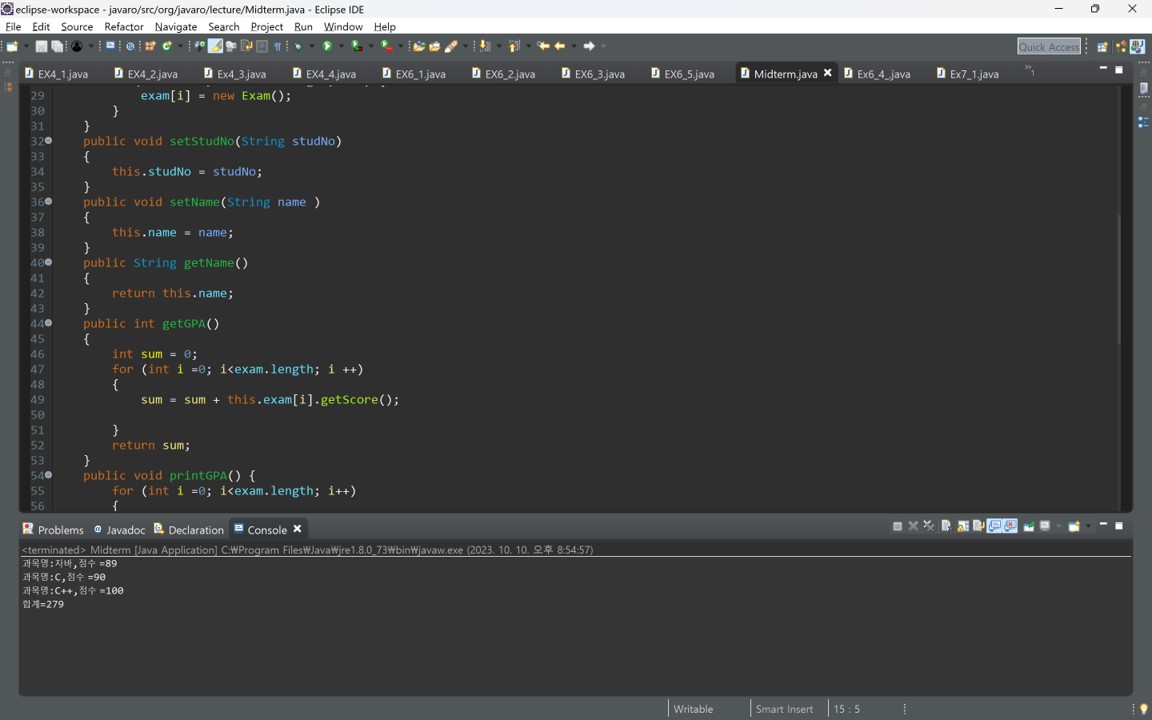 eclipse-workspace - javaro/src/org/javaro/lecture/Midterm.java - Eclipse IDE
File Edit Source Refactor Navigate Search Project Run Window Help
Quick Access
EX4_1.java EX4_2.java Ex4_3.java EX4_4.java EX6_1.java EX6_2.java EX6_3.java EX6_5.java Midterm.java Ex6_4_.java Ex7_1.java »1
29 exam[i] = new Exam();
30 }
31 }
32 public void setStudNo(String studNo)
33 {
34 this.studNo = studNo;
35 }
36 public void setName(String name )
37 {
38 this.name = name;
39 }
40 public String getName()
41 {
42 return this.name;
43 }
44 public int getGPA()
45 {
46 int sum = 0;
47 for (int i =0; i<exam.length; i ++)
48 {
49 sum = sum + this.exam[i].getScore();
50
51 }
52 return sum;
53 }
54 public void printGPA() {
55 for (int i =0; i<exam.length; i++)
56 {
Problems Javadoc Declaration Console
<terminated> Midterm [Java Application] C:₩Program Files₩Java₩jre1.8.0_73₩bin₩javaw.exe (2023. 10. 10. 오후 8:54:57)
과목명:자바,점수 =89
과목명:C,점수 =90
과목명:C++,점수 =100
합계=279
Writable Smart Insert 15 : 5